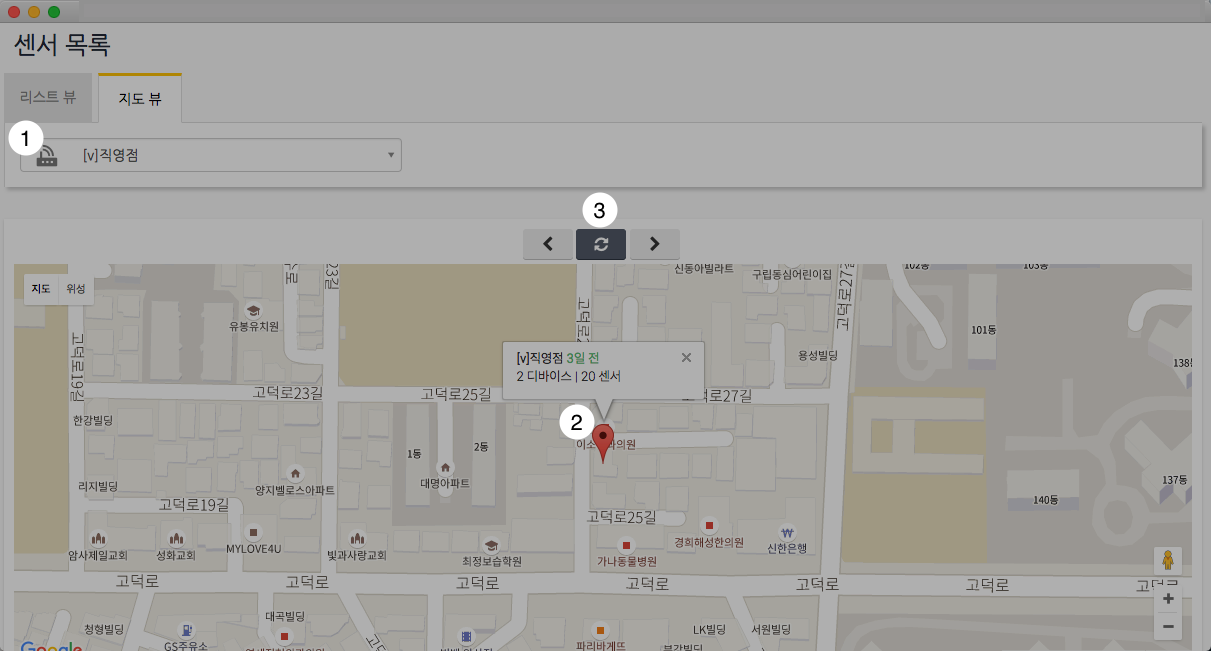 센서 목록
리스트 뷰
지도 뷰
1
[v]직영점
3
지도
위성
신동아빌라트
구립동심어린이집
102동
103동
고덕로27길
유봉유치원
101동
용성빌딩
138동
고덕로19길
[v]직영점 3일 전
2 디바이스 | 20 센서
고덕로23길
고덕로25길
고덕로27길
한강빌딩
2
1동
2동
대명아파트
양지벨로스아파트
리지빌딩
고덕로19길
137동
140동
고덕로25길
암사제일교회
성화교회
MYLOVE4U
빛과사랑교회
최정보습학원
가나동물병원
경희해성한의원
신한은행
고덕로
고덕로
고덕로
고덕로
고덕로
고덕로
청형빌딩
대곡빌딩
GS주유소
파리바게뜨
LK빌딩
서원빌딩
Google